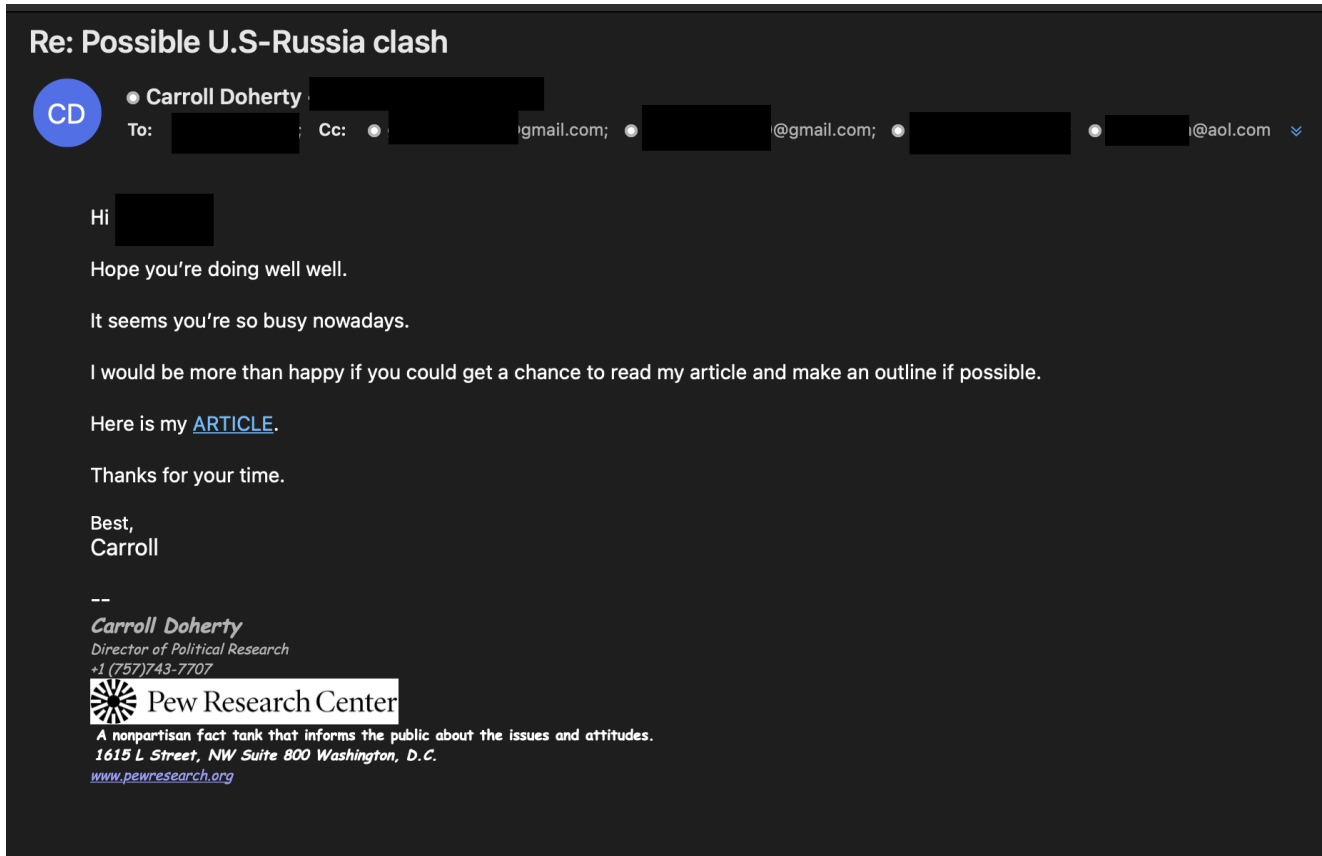 Re: Possible U.S-Russia clash
CD
Carroll Doherty
To: ; Cc: gmail.com; @gmail.com; @aol.com
Hi
Hope you're doing well well.
It seems you're so busy nowadays.
I would be more than happy if you could get a chance to read my article and make an outline if possible.
Here is my ARTICLE.
Thanks for your time.
Best,
Carroll
--
Carroll Doherty
Director of Political Research
+1 (757)743-7707
Pew Research Center
A nonpartisan fact tank that informs the public about the issues and attitudes.
1615 L Street, NW Suite 800 Washington, D.C.
www.pewresearch.org